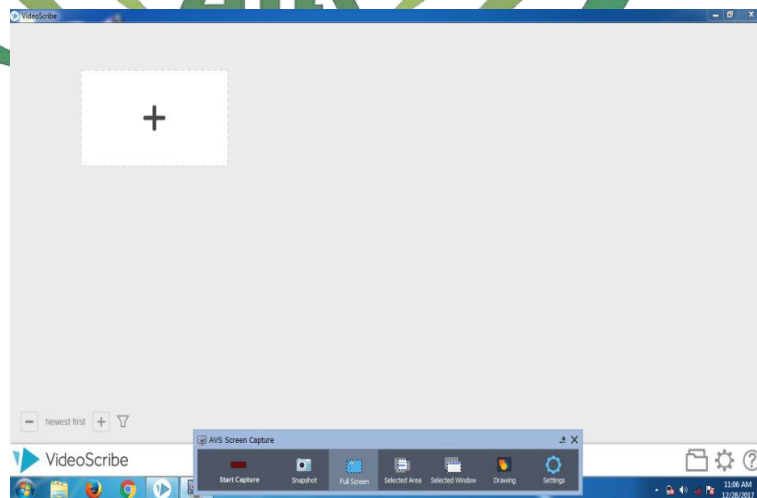 VideoScribe
Newest first
AVS Screen Capture
Start Capture
Snapshot
Full Screen
Selected Area
Selected Window
Drawing
Settings
VideoScribe
11:06 AM
12/28/2017